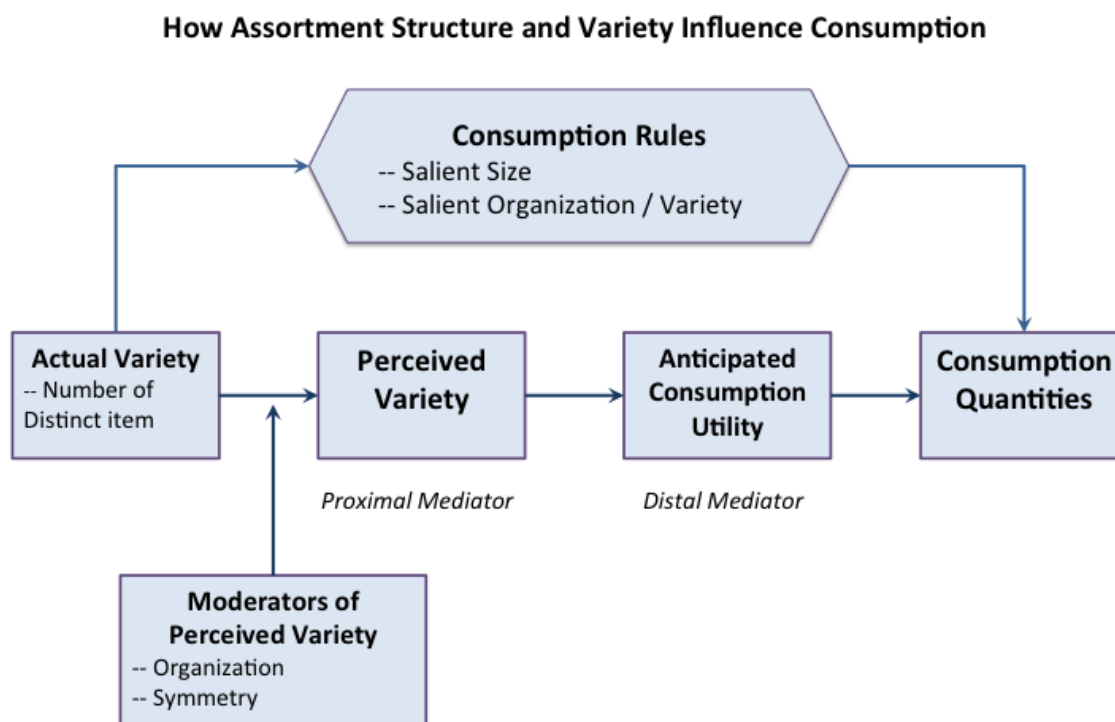 How Assortment Structure and Variety Influence Consumption
Consumption Rules
-- Salient Size
-- Salient Organization / Variety
Actual Variety
-- Number of
Distinct item
Perceived
Variety
Anticipated
Consumption
Utility
Consumption
Quantities
Proximal Mediator
Distal Mediator
Moderators of
Perceived Variety
-- Organization
-- Symmetry